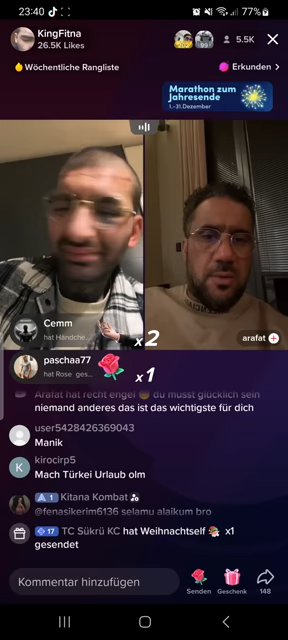 23:40
77%
KingFitna
26.5K Likes
5.5K
Wöchentliche Rangliste
Erkunden
Marathon zum
Jahresende
1.-31.Dezember
Cemm
hat Händche...
x2
arafat
paschaa77
hat Rose ges...
x1
Arafat hat recht engel du musst glücklich sein
niemand anderes das ist das wichtigste für dich
user5428426369043
Manik
K
kirocirp5
Mach Türkei Urlaub olm
1 Kitana Kombat
@fenasikerim6136 selamu alaikum bro
17 TC Sükrü KC hat Weihnachtself x1
gesendet
Kommentar hinzufügen
Senden
Geschenk
148